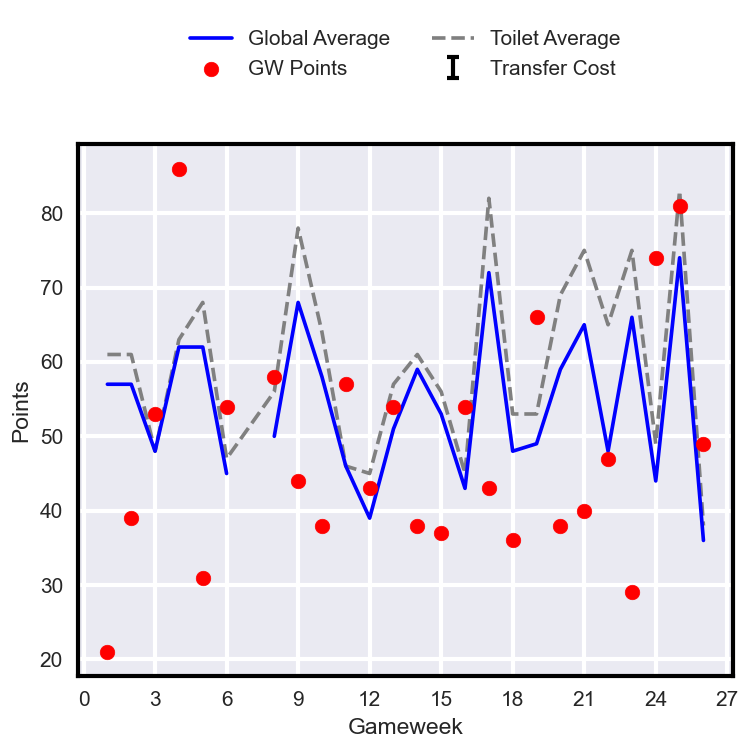 Global Average
Toilet Average
GW Points
Transfer Cost
80
70
60
50
40
30
20
Points
0 3 6 9 12 15 18 21 24 27
Gameweek